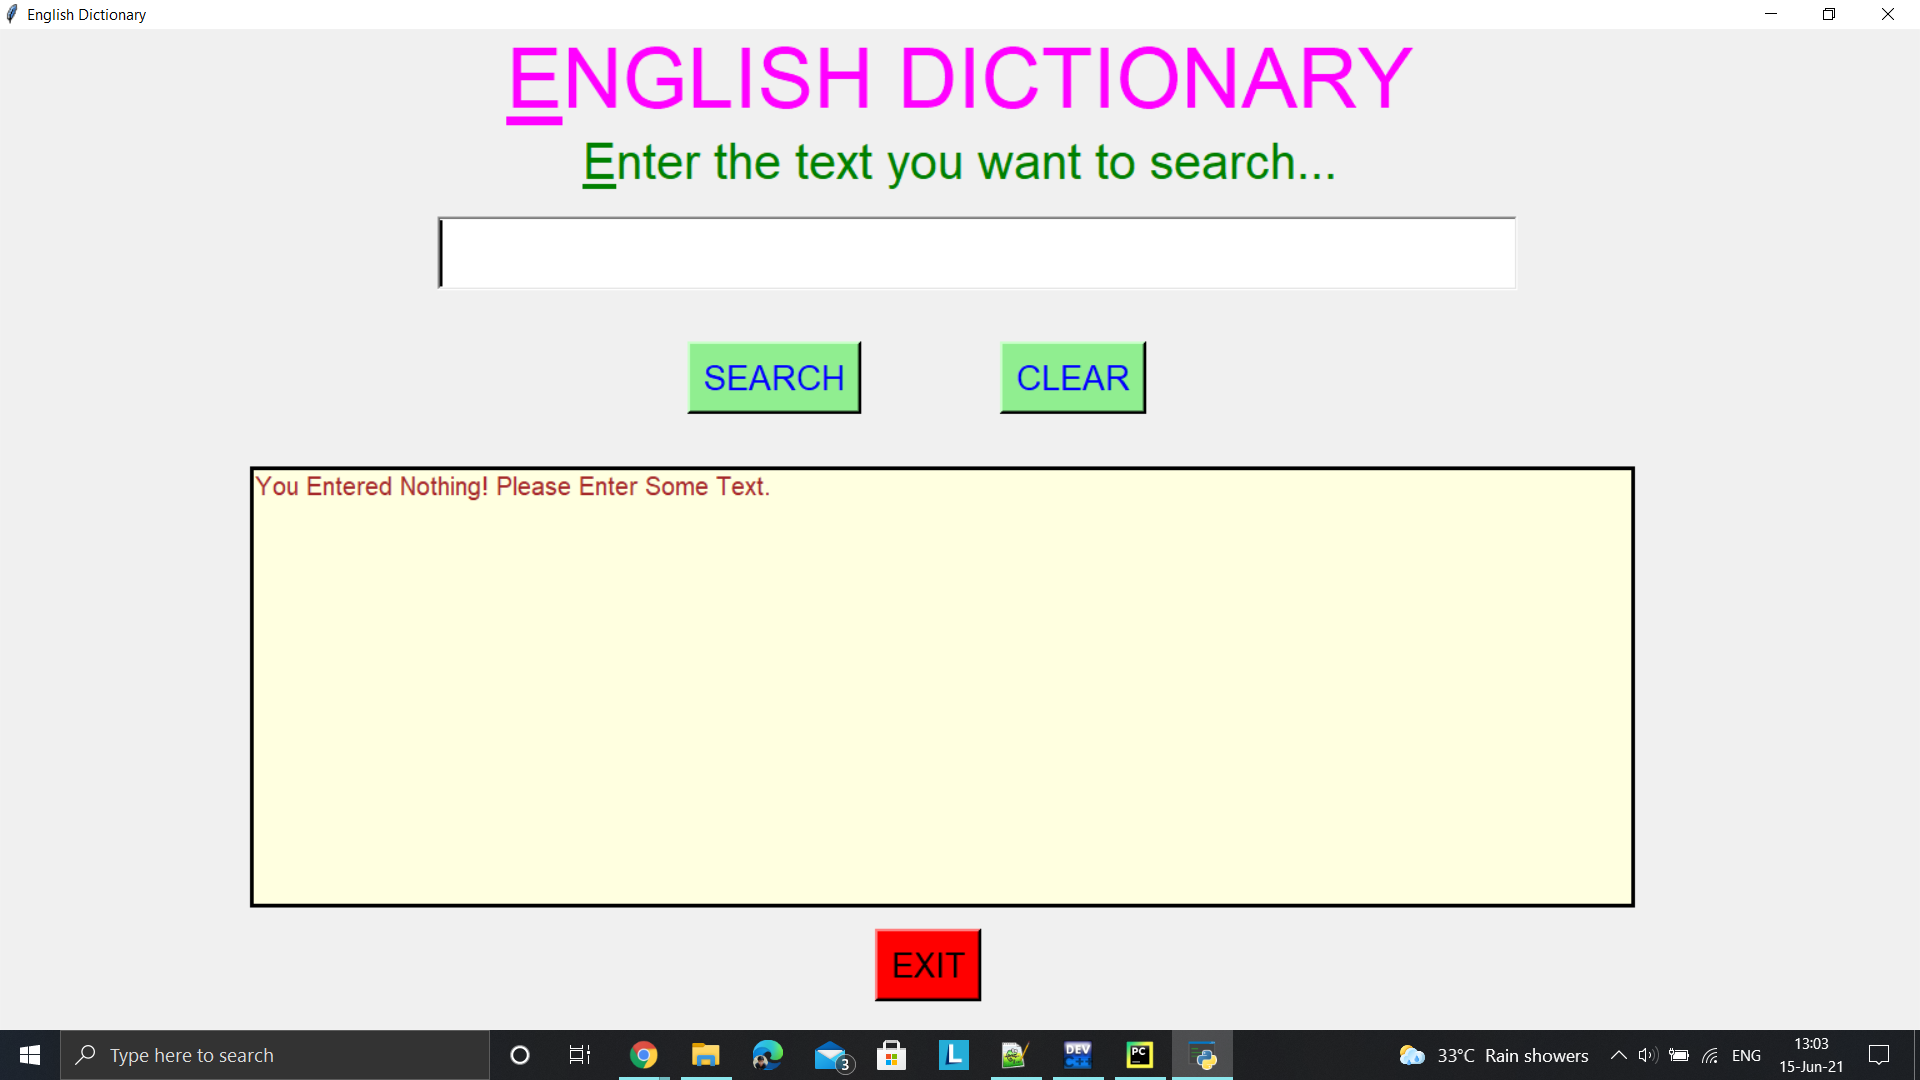 English Dictionary
ENGLISH DICTIONARY
Enter the text you want to search...
SEARCH CLEAR
You Entered Nothing! Please Enter Some Text.
EXIT
Type here to search 3 L DEV C++ PC 33°C Rain showers ENG 13:03
15-Jun-21